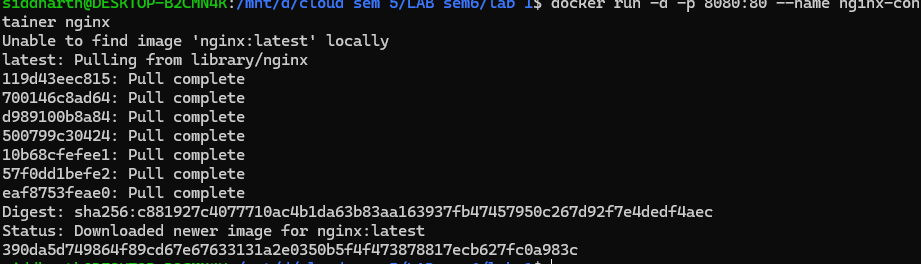 siddharth@DESKTOP-B2CMN4R:/mnt/d/cloud sem 5/LAB sem6/lab 1$ docker run -d -p 8080:80 --name nginx-con
tainer nginx
Unable to find image 'nginx:latest' locally
latest: Pulling from library/nginx
119d43eec815: Pull complete
700146c8ad64: Pull complete
d989100b8a84: Pull complete
500799c30424: Pull complete
10b68cfefee1: Pull complete
57f0dd1befe2: Pull complete
eaf8753feae0: Pull complete
Digest: sha256:c881927c4077710ac4b1da63b83aa163937fb47457950c267d92f7e4dedf4aec
Status: Downloaded newer image for nginx:latest
390da5d749864f89cd67e67633131a2e0350b5f4f473878817ecb627fc0a983c